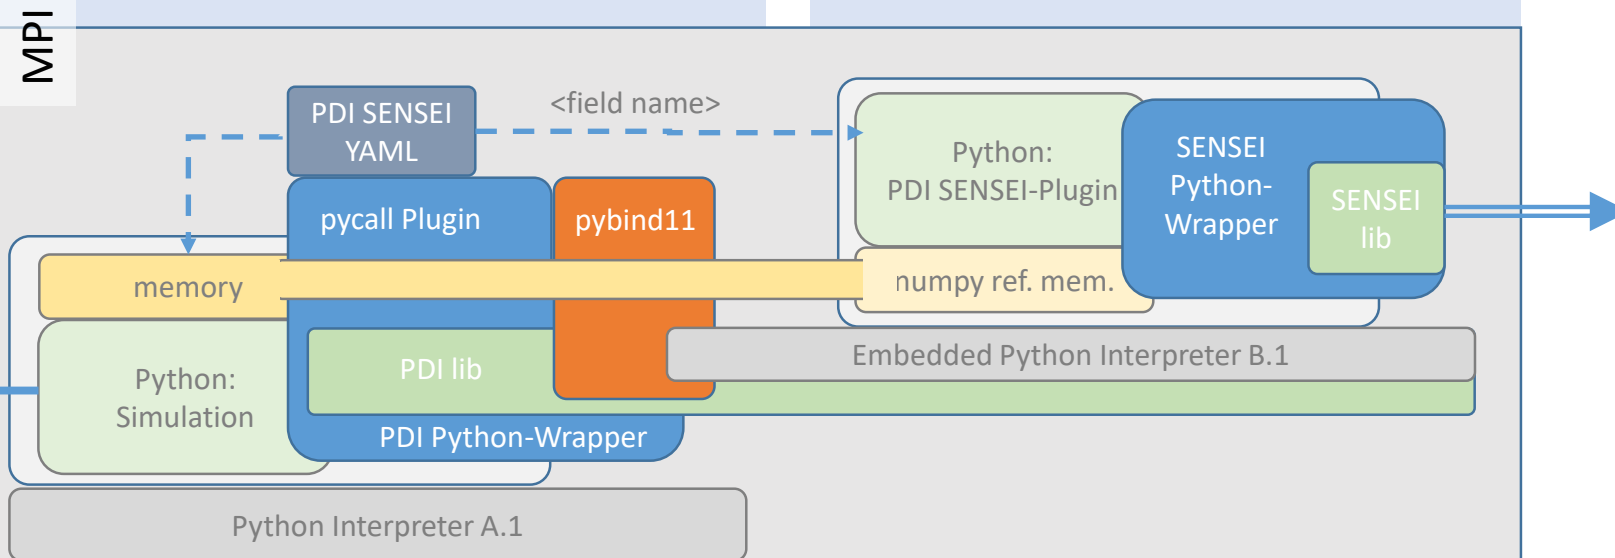 MPI
PDI SENSEI
YAML
<field name>
Python:
PDI SENSEI-Plugin
SENSEI
Python-
Wrapper
SENSEI
lib
pycall Plugin
pybind11
memory
numpy ref. mem.
PDI lib
Embedded Python Interpreter B.1
Python:
Simulation
PDI Python-Wrapper
Python Interpreter A.1